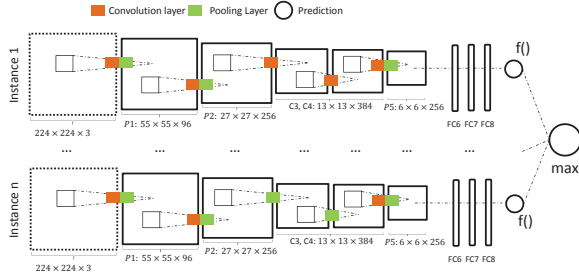 Convolution layer Pooling Layer Prediction
Instance 1
f()
P1: 55 × 55 × 96 P2: 27 × 27 × 256 C3, C4: 13 × 13 × 384 P5: 6 × 6 × 256 FC6 FC7 FC8
224 × 224 × 3
... ... ... ... ... ...
max
Instance n
f()
P1: 55 × 55 × 96 P2: 27 × 27 × 256 C3, C4: 13 × 13 × 384 P5: 6 × 6 × 256 FC6 FC7 FC8
224 × 224 × 3